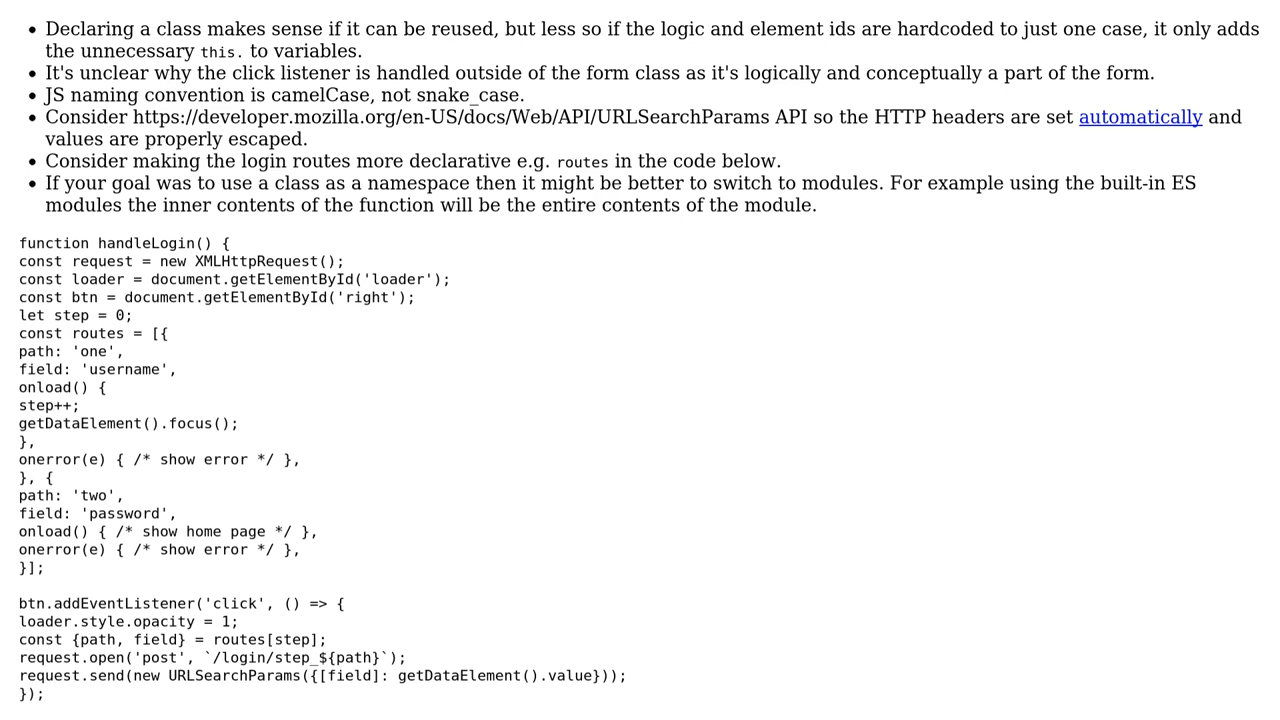 • Declaring a class makes sense if it can be reused, but less so if the logic and element ids are hardcoded to just one case, it only adds
the unnecessary this. to variables.
• It's unclear why the click listener is handled outside of the form class as it's logically and conceptually a part of the form.
• JS naming convention is camelCase, not snake_case.
• Consider https://developer.mozilla.org/en-US/docs/Web/API/URLSearchParams API so the HTTP headers are set automatically and
values are properly escaped.
• Consider making the login routes more declarative e.g. routes in the code below.
• If your goal was to use a class as a namespace then it might be better to switch to modules. For example using the built-in ES
modules the inner contents of the function will be the entire contents of the module.
function handleLogin() {
const request = new XMLHttpRequest();
const loader = document.getElementById('loader');
const btn = document.getElementById('right');
let step = 0;
const routes = [{
path: 'one',
field: 'username',
onload() {
step++;
getDataElement().focus();
},
onerror(e) { /* show error */ },
}, {
path: 'two',
field: 'password',
onload() { /* show home page */ },
onerror(e) { /* show error */ },
}];
btn.addEventListener('click', () => {
loader.style.opacity = 1;
const {path, field} = routes[step];
request.open('post', `/login/step_${path}`);
request.send(new URLSearchParams({[field]: getDataElement().value}));
});